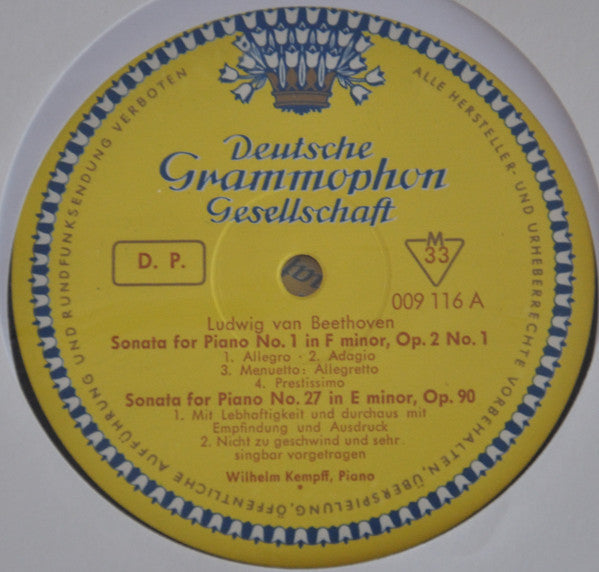 Deutsche
Grammophon
Gesellschaft
D. P.
M
33
009 116 A
Ludwig van Beethoven
Sonata for Piano No. 1 in F minor, Op. 2 No. 1
1. Allegro · 2. Adagio
3. Menuetto: Allegretto
4. Prestissimo
Sonata for Piano No. 27 in E minor, Op. 90
1. Mit Lebhaftigkeit und durchaus mit
Empfindung und Ausdruck
2. Nicht zu geschwind und sehr
singbar vorgetragen
Wilhelm Kempff, Piano
ALLE HERSTELLER- UND URHEBERRECHTE VORBEHALTEN, ÜBERSPIELUNG, ÖFFENTLICHE AUFFÜHRUNG UND RUNDFUNKSENDUNG VERBOTEN